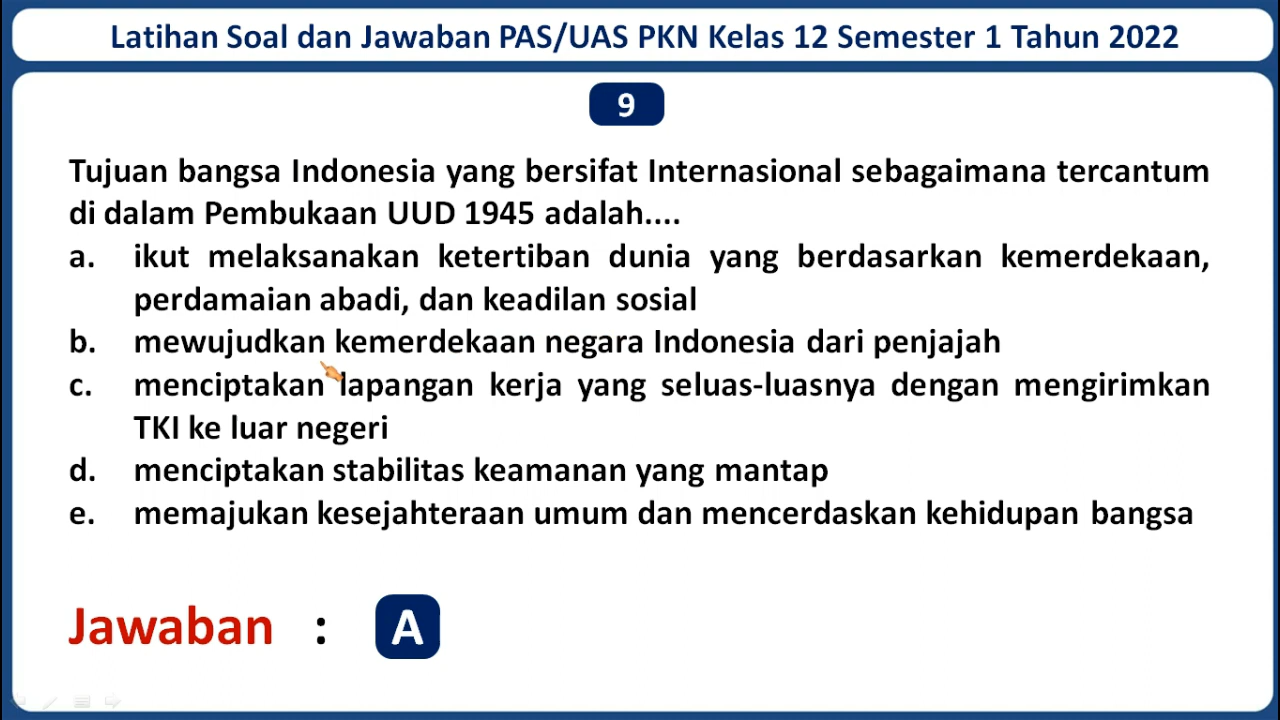 Latihan Soal dan Jawaban PAS/UAS PKN Kelas 12 Semester 1 Tahun 2022
9
Tujuan bangsa Indonesia yang bersifat Internasional sebagaimana tercantum
di dalam Pembukaan UUD 1945 adalah....
a. ikut melaksanakan ketertiban dunia yang berdasarkan kemerdekaan,
perdamaian abadi, dan keadilan sosial
b. mewujudkan kemerdekaan negara Indonesia dari penjajah
c. menciptakan lapangan kerja yang seluas-luasnya dengan mengirimkan
TKI ke luar negeri
d. menciptakan stabilitas keamanan yang mantap
e. memajukan kesejahteraan umum dan mencerdaskan kehidupan bangsa
Jawaban : A